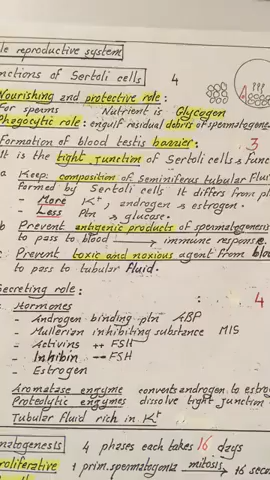 le reproductive system
nctions of Sertoli cells 4
Nourishing and protective role:
For sperms Nutrient is Glycogen
Phagocytic role: engulf residual debris of spermatogene
Formation of blood testis barrier: 3
It is the tight junction of Sertoli cells & func
a Keep composition of Seminiferus tubular Fluid
Formed by Sertoli cells. It differs from pl
- More K+, androgen & estrogen.
- Less Ptn & glucose.
b Prevent antigenic products of spermatogenesis
to pass to blood → immune response.
c Prevent toxic and noxious agent from bloo
to pass to tubular fluid.
Secreting role: : 4
Hormones
- Androgen binding ptn ABP
- Mullerian inhibiting substance MIS
- Activins ++ FSH
- Inhibin -- FSH
- Estrogen
Aromatase enzyme converts androgen to estro
Proteolytic enzymes dissolve tight junction
Tubular fluid rich in K+
matogenesis 4 phases each takes 16 days
roliferative 1 prim. spermatogonia mitosis → 16 seco